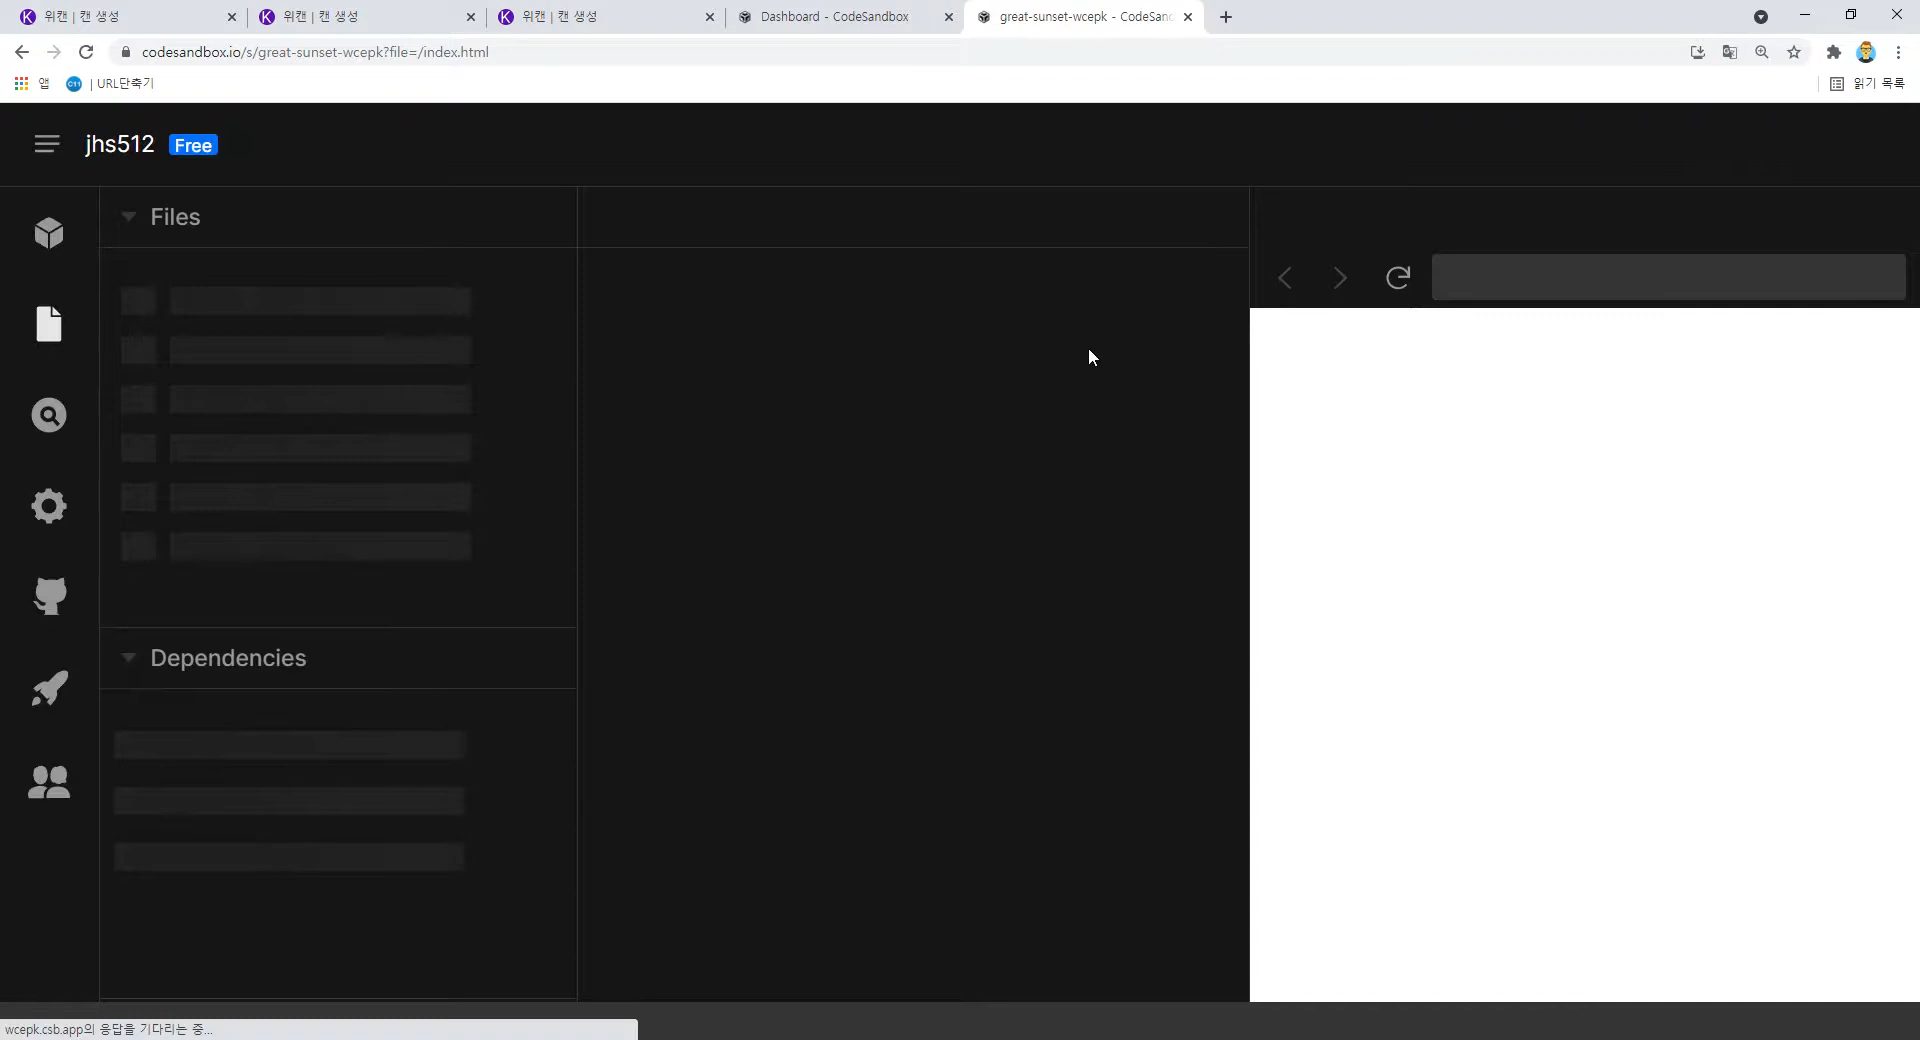 위캔 | 캔 생성
위캔 | 캔 생성
위캔 | 캔 생성
Dashboard - CodeSandbox
great-sunset-wcepk - CodeSanc
codesandbox.io/s/great-sunset-wcepk?file=/index.html
앱
C11
| URL단축기
읽기 목록
jhs512
Free
Files
Dependencies
wcepk.csb.app의 응답을 기다리는 중...